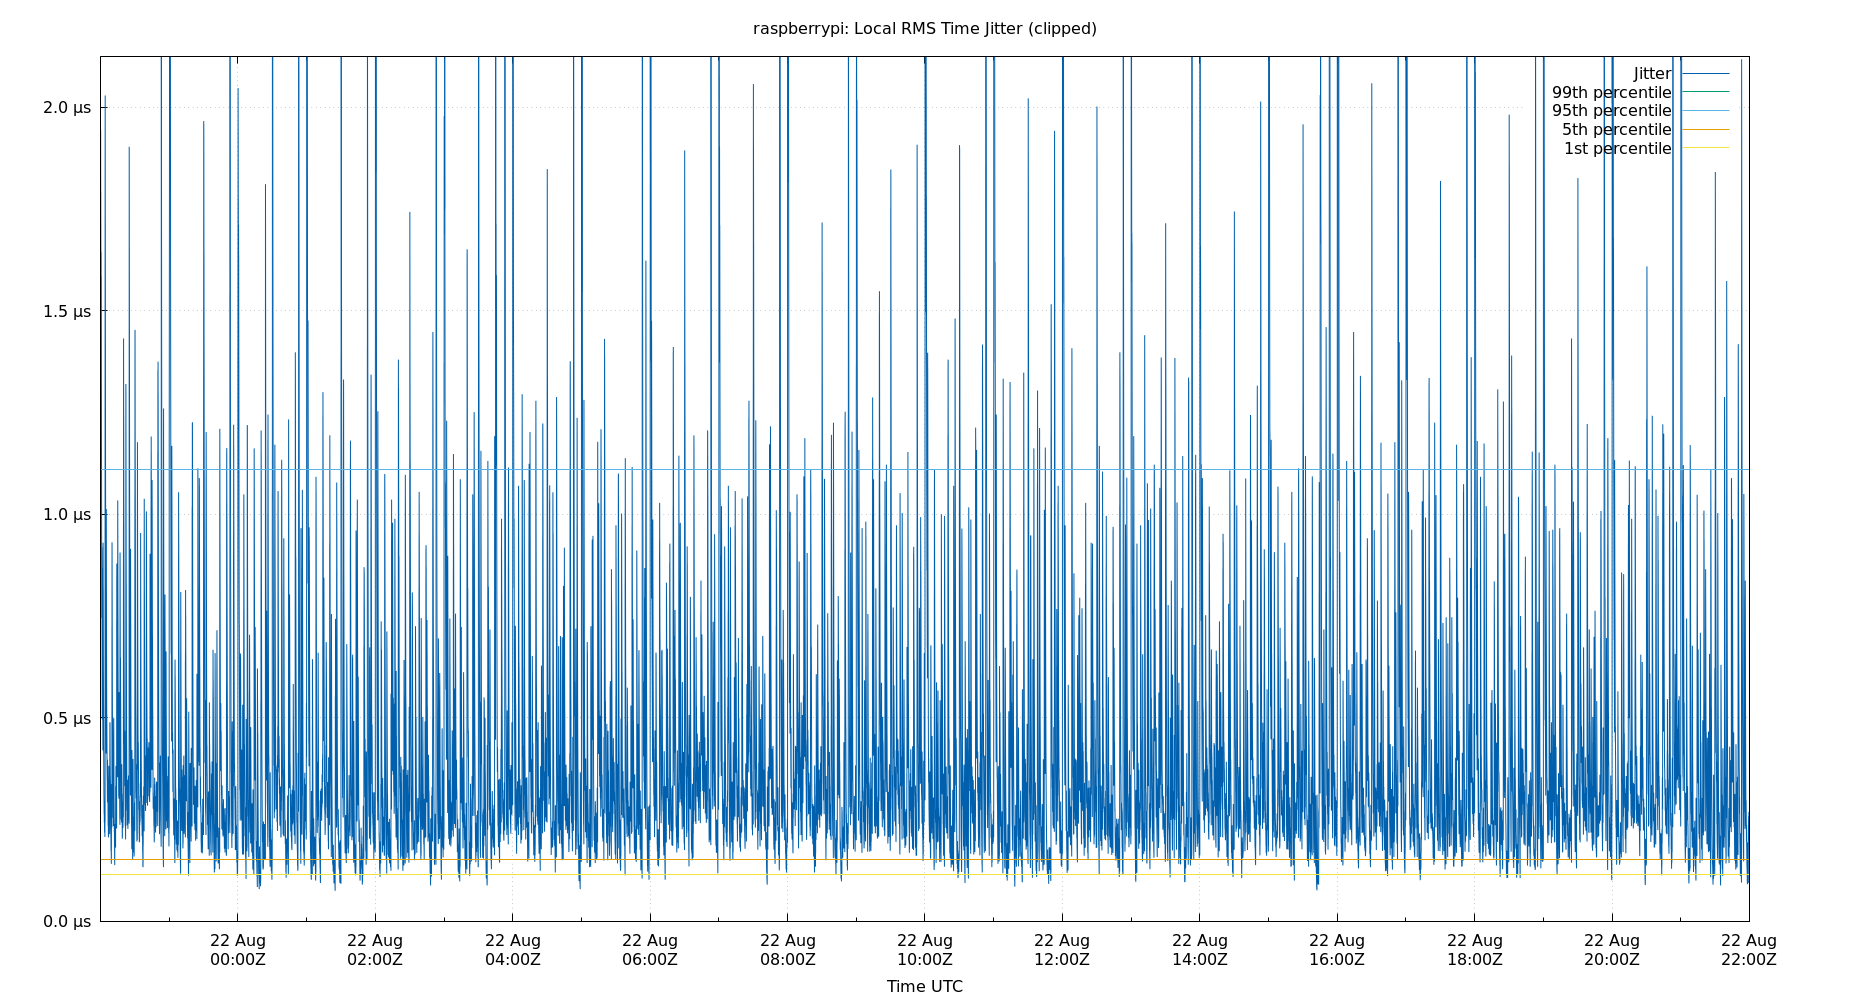 raspberrypi: Local RMS Time Jitter (clipped)
Jitter
99th percentile
95th percentile
5th percentile
1st percentile
2.0 µs
1.5 µs
1.0 µs
0.5 µs
0.0 µs
22 Aug 22 Aug 22 Aug 22 Aug 22 Aug 22 Aug 22 Aug 22 Aug 22 Aug 22 Aug 22 Aug 22 Aug
00:00Z 02:00Z 04:00Z 06:00Z 08:00Z 10:00Z 12:00Z 14:00Z 16:00Z 18:00Z 20:00Z 22:00Z
Time UTC